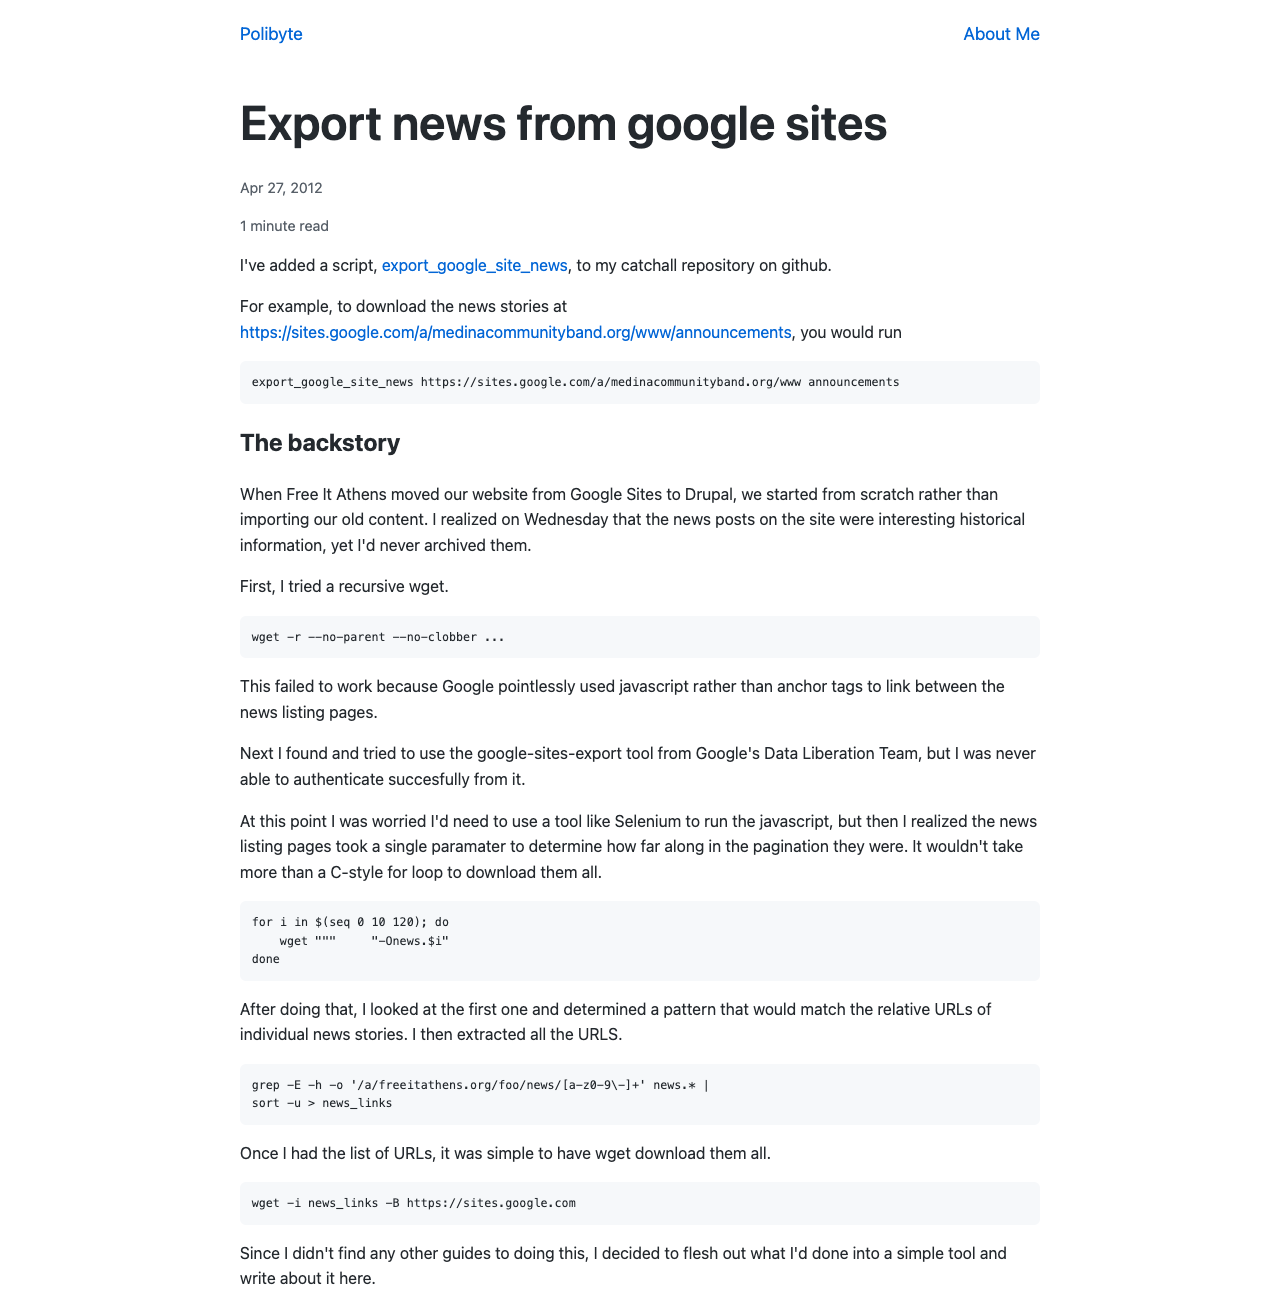 Polibyte
About Me
Export news from google sites
Apr 27, 2012
1 minute read
I've added a script, export_google_site_news, to my catchall repository on github.
For example, to download the news stories at
https://sites.google.com/a/medinacommunityband.org/www/announcements, you would run
export_google_site_news https://sites.google.com/a/medinacommunityband.org/www announcements
The backstory
When Free It Athens moved our website from Google Sites to Drupal, we started from scratch rather than
importing our old content. I realized on Wednesday that the news posts on the site were interesting historical
information, yet I'd never archived them.
First, I tried a recursive wget.
wget -r --no-parent --no-clobber ...
This failed to work because Google pointlessly used javascript rather than anchor tags to link between the
news listing pages.
Next I found and tried to use the google-sites-export tool from Google's Data Liberation Team, but I was never
able to authenticate succesfully from it.
At this point I was worried I'd need to use a tool like Selenium to run the javascript, but then I realized the news
listing pages took a single paramater to determine how far along in the pagination they were. It wouldn't take
more than a C-style for loop to download them all.
for i in $(seq 0 10 120); do
    wget """     "-Onews.$i"
done
After doing that, I looked at the first one and determined a pattern that would match the relative URLs of
individual news stories. I then extracted all the URLS.
grep -E -h -o '/a/freeitathens.org/foo/news/[a-z0-9\-]+' news.* |
sort -u > news_links
Once I had the list of URLs, it was simple to have wget download them all.
wget -i news_links -B https://sites.google.com
Since I didn't find any other guides to doing this, I decided to flesh out what I'd done into a simple tool and
write about it here.